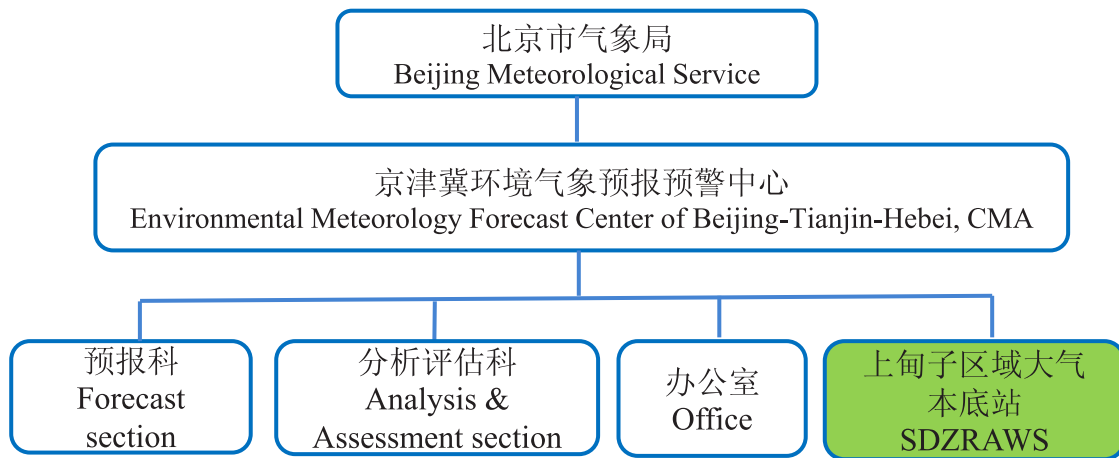 北京市气象局
Beijing Meteorological Service
京津冀环境气象预报预警中心
Environmental Meteorology Forecast Center of Beijing-Tianjin-Hebei, CMA
预报科
Forecast
section
分析评估科
Analysis &
Assessment section
办公室
Office
上甸子区域大气
本底站
SDZRAWS